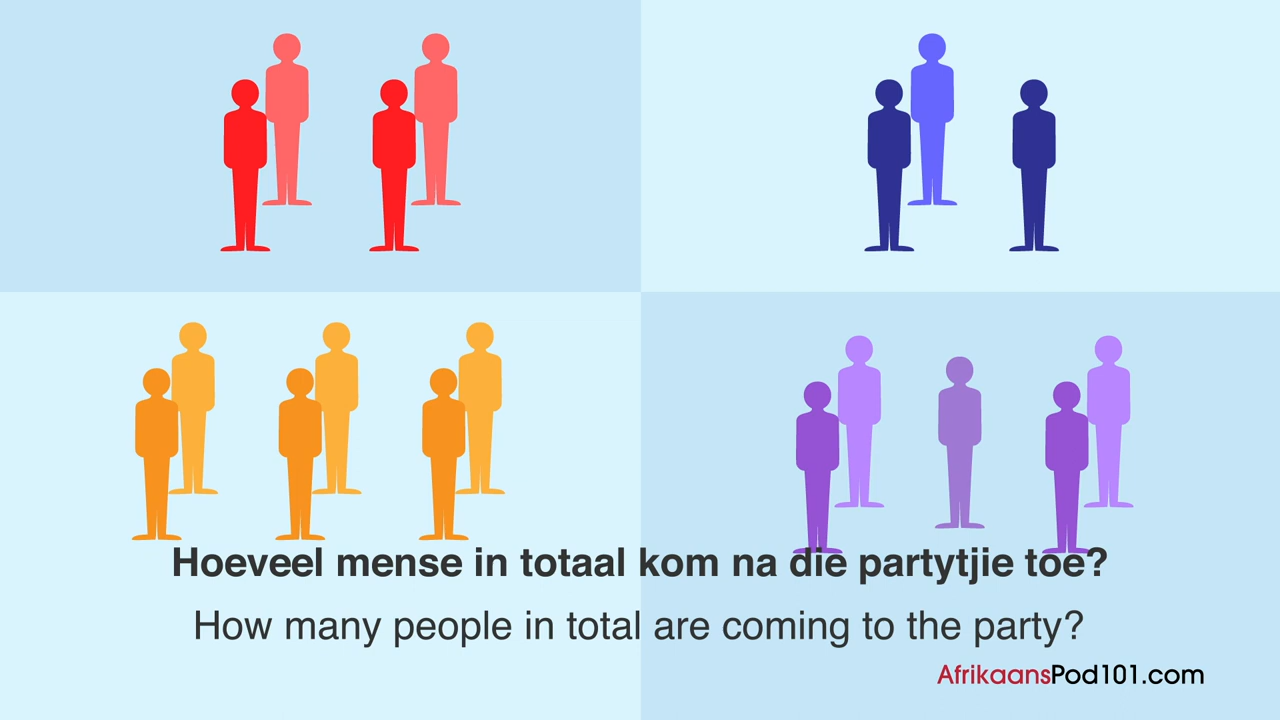 Hoeveel mense in totaal kom na die partytjie toe?
How many people in total are coming to the party?
AfrikaansPod101.com